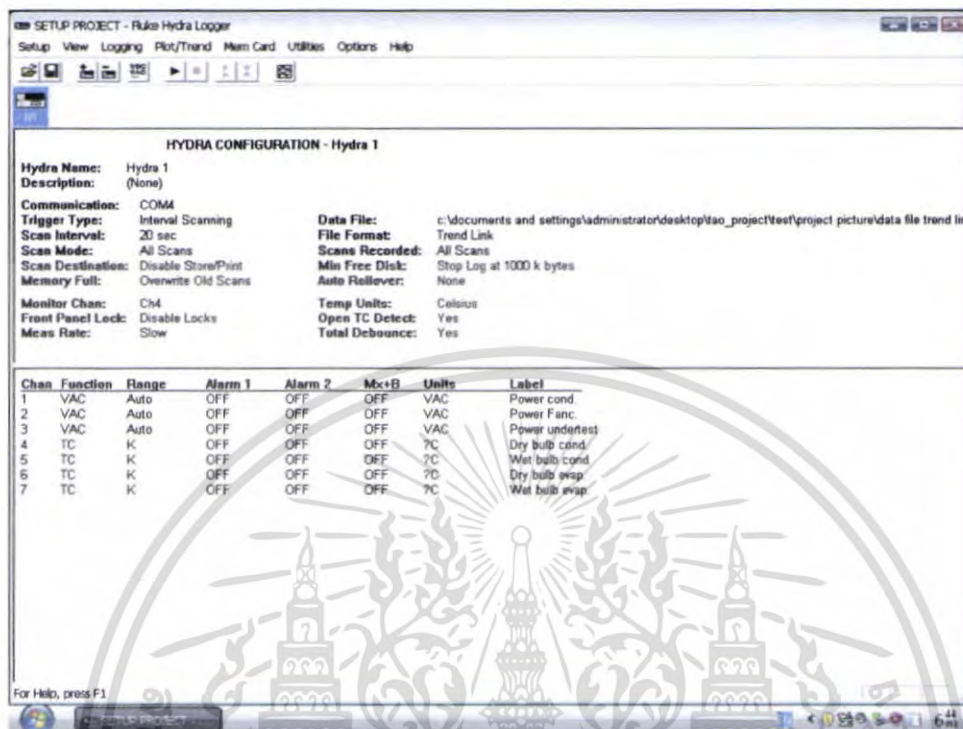 SETUP PROJECT - Fluke Hydra Logger
Setup View Logging Plot/Trend Mem Card Utilities Options Help
HYDRA CONFIGURATION - Hydra 1
Hydra Name: Hydra 1
Description: (None)
Communication: COM4
Trigger Type: Interval Scanning Data File: c:\documents and settings\administrator\desktop\tao_project\test\project picture\data file trend lin
Scan Interval: 20 sec File Format: Trend Link
Scan Mode: All Scans Scans Recorded: All Scans
Scan Destination: Disable Store/Print Min Free Disk: Stop Log at 1000 k bytes
Memory Full: Overwrite Old Scans Auto Rollover: None
Monitor Chan: Ch4 Temp Units: Celsius
Front Panel Lock: Disable Locks Open TC Detect: Yes
Meas Rate: Slow Total Debounce: Yes
Chan Function Range Alarm 1 Alarm 2 Mx+B Units Label
1 VAC Auto OFF OFF OFF VAC Power cond.
2 VAC Auto OFF OFF OFF VAC Power Fanc.
3 VAC Auto OFF OFF OFF VAC Power undertest
4 TC K OFF OFF OFF ?C Dry bulb cond.
5 TC K OFF OFF OFF ?C Wet bulb cond
6 TC K OFF OFF OFF ?C Dry bulb evap.
7 TC K OFF OFF OFF ?C Wet bulb evap.
For Help, press F1
SETUP PROJECT